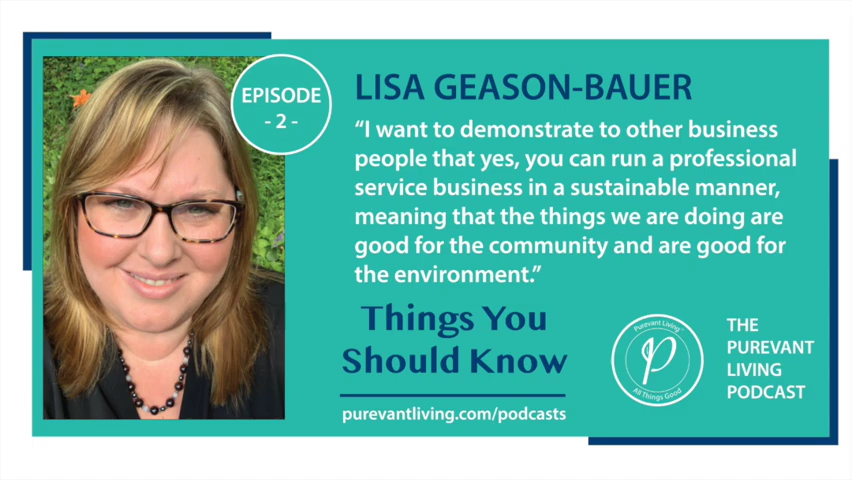 EPISODE
- 2 -
LISA GEASON-BAUER
“I want to demonstrate to other business
people that yes, you can run a professional
service business in a sustainable manner,
meaning that the things we are doing are
good for the community and are good for
the environment.”
Things You
Should Know
purevantliving.com/podcasts
Purevant Living
P
All Things Good
THE
PUREVANT
LIVING
PODCAST